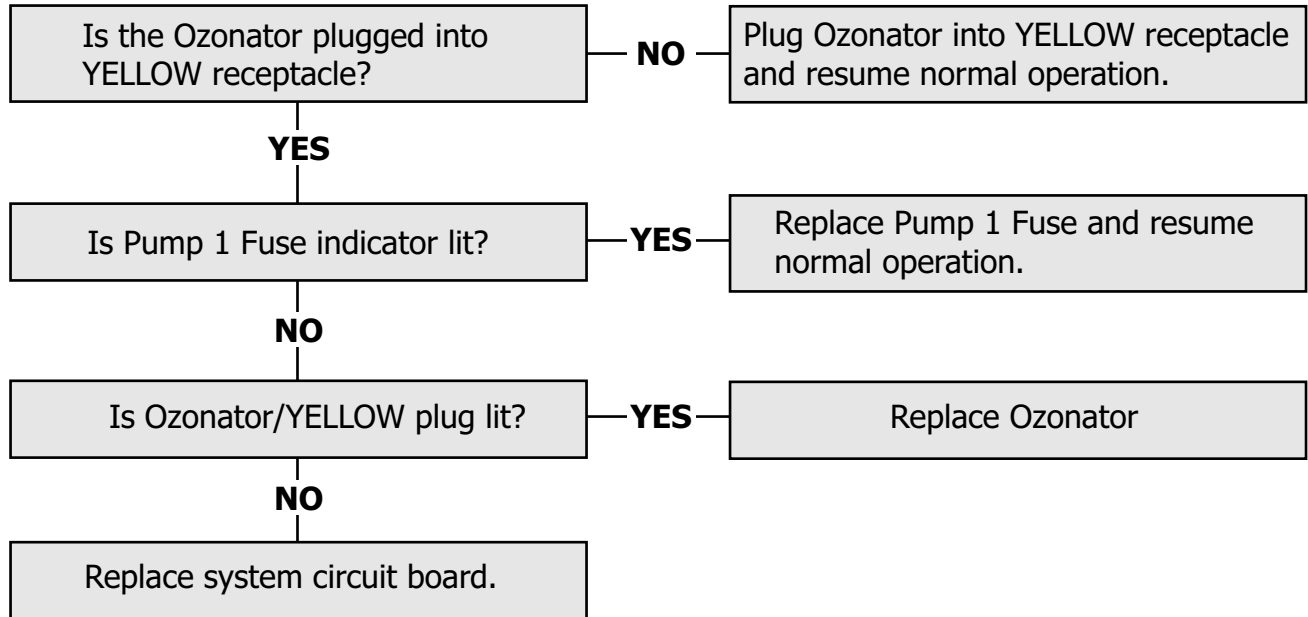 Is the Ozonator plugged into
YELLOW receptacle?
NO
Plug Ozonator into YELLOW receptacle
and resume normal operation.
YES
Is Pump 1 Fuse indicator lit?
YES
Replace Pump 1 Fuse and resume
normal operation.
NO
Is Ozonator/YELLOW plug lit?
YES
Replace Ozonator
NO
Replace system circuit board.